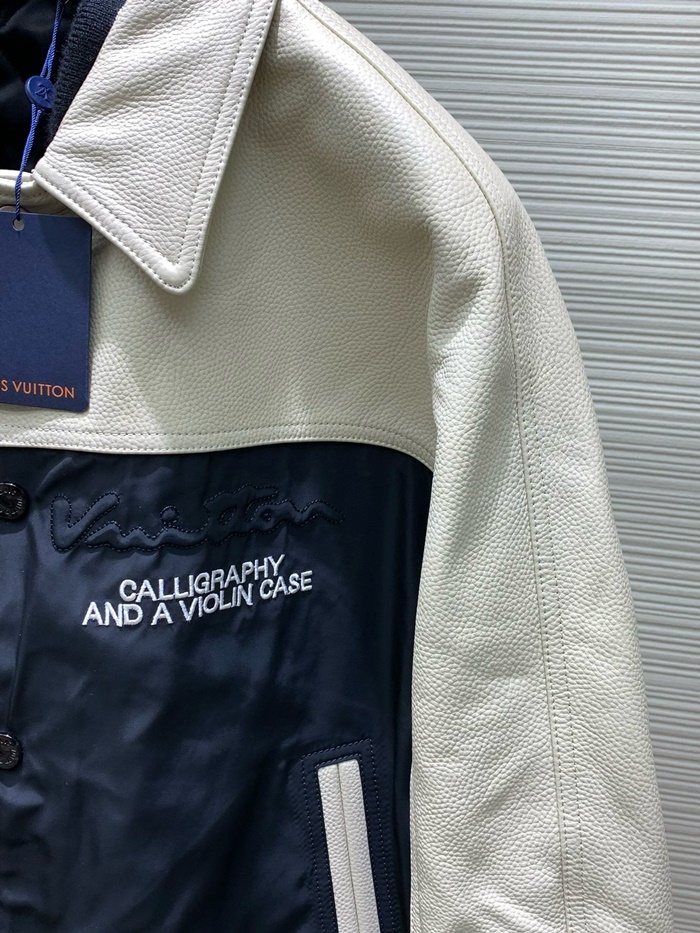 S VUITTON
Vuitton
CALLIGRAPHY
AND A VIOLIN CASE